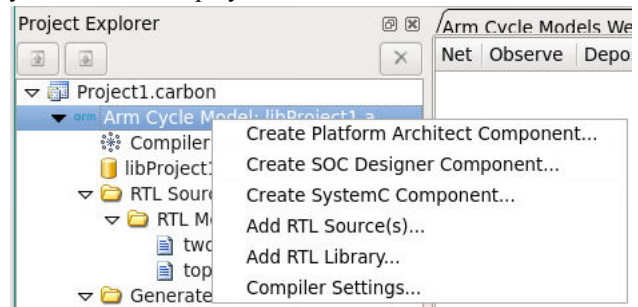 Project Explorer
Arm Cycle Models We
Net Observe Depo
Project1.carbon
arm Arm Cycle Model: libProject1.a
Compiler
libProject
RTL Sour
RTL M
two
top
Generate
Create Platform Architect Component...
Create SOC Designer Component...
Create SystemC Component...
Add RTL Source(s)...
Add RTL Library...
Compiler Settings...